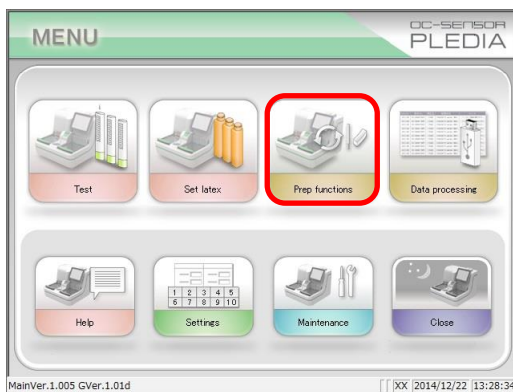 MENU
OC-SENSOR
PLEDIA
Test
Set latex
Prep functions
Data processing
1 2 3 4 5
6 7 8 9 10
Help
Settings
Maintenance
Close
MainVer.1.005 GVer.1.01d
XX 2014/12/22 13:28:34